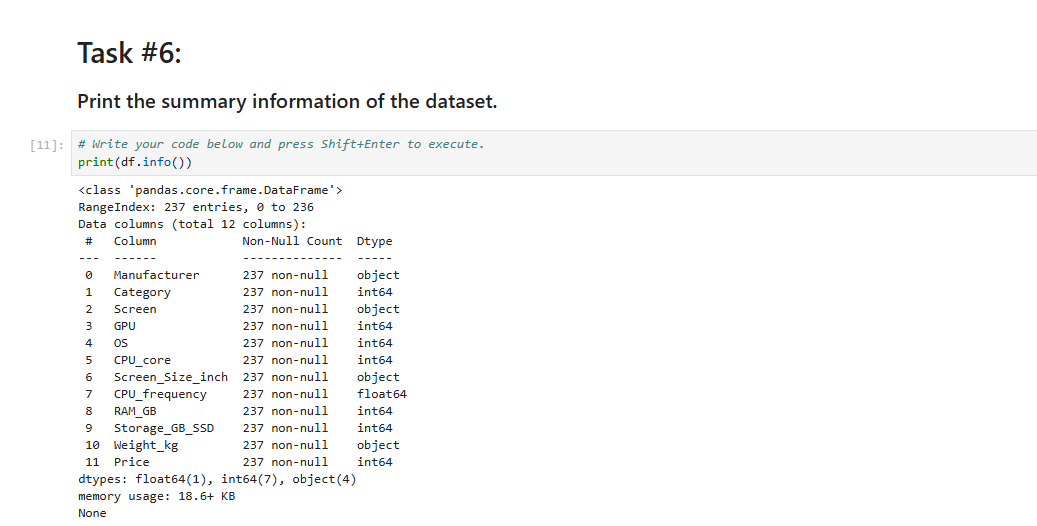 Task #6:
Print the summary information of the dataset.
[11]: # Write your code below and press Shift+Enter to execute.
print(df.info())
<class 'pandas.core.frame.DataFrame'>
RangeIndex: 237 entries, 0 to 236
Data columns (total 12 columns):
 #   Column            Non-Null Count  Dtype
---  ------            --------------  -----
 0   Manufacturer      237 non-null    object
 1   Category          237 non-null    int64
 2   Screen            237 non-null    object
 3   GPU               237 non-null    int64
 4   OS                237 non-null    int64
 5   CPU_core          237 non-null    int64
 6   Screen_Size_inch  237 non-null    object
 7   CPU_frequency     237 non-null    float64
 8   RAM_GB            237 non-null    int64
 9   Storage_GB_SSD    237 non-null    int64
 10  Weight_kg         237 non-null    object
 11  Price             237 non-null    int64
dtypes: float64(1), int64(7), object(4)
memory usage: 18.6+ KB
None